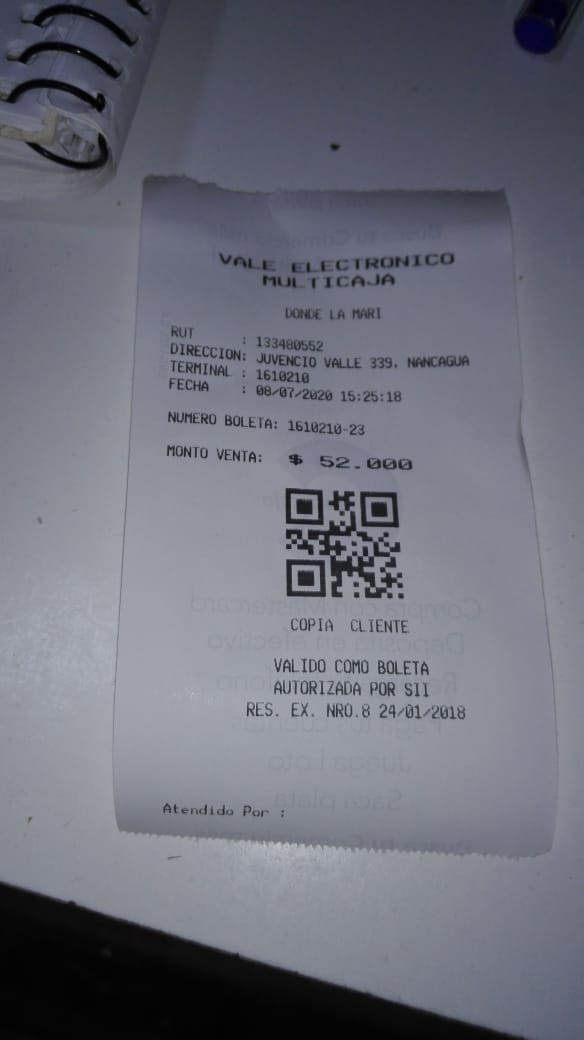 VALE ELECTRONICO
MULTICAJA
DONDE LA MARI
RUT : 133480552
DIRECCION: JUVENCIO VALLE 339, NANCAGUA
TERMINAL : 1610210
FECHA : 08/07/2020 15:25:18
NUMERO BOLETA: 1610210-23
MONTO VENTA: $ 52.000
COPIA CLIENTE
VALIDO COMO BOLETA
AUTORIZADA POR SII
RES. EX. NRO.8 24/01/2018
Atendido Por :